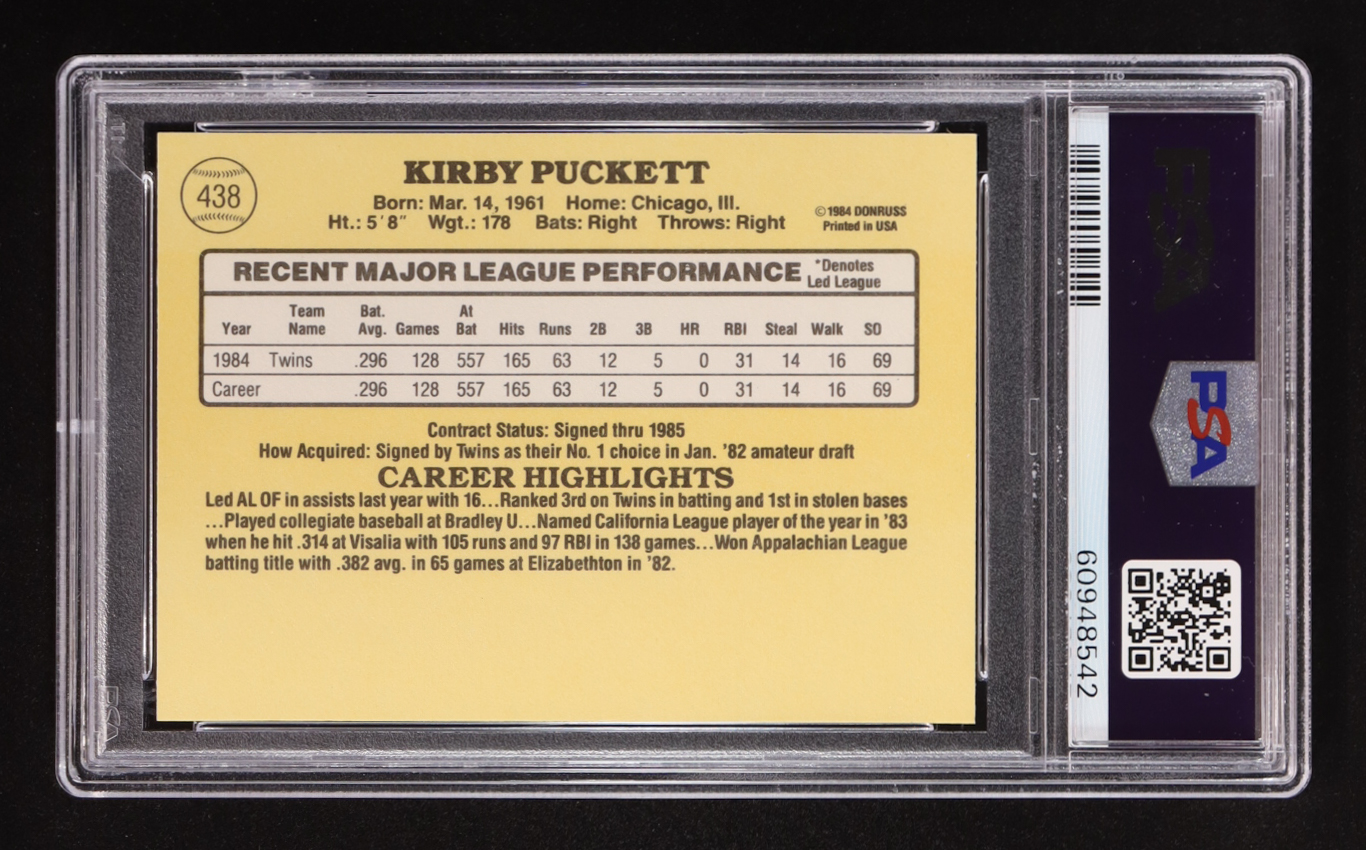 438
KIRBY PUCKETT
Born: Mar. 14, 1961 Home: Chicago, Ill.
Ht.: 5'8" Wgt.: 178 Bats: Right Throws: Right
©1984 DONRUSS
Printed in USA
RECENT MAJOR LEAGUE PERFORMANCE
*Denotes
Led League
Year Team Name Bat. Avg. Games At Bat Hits Runs 2B 3B HR RBI Steal Walk SO
1984 Twins .296 128 557 165 63 12 5 0 31 14 16 69
Career .296 128 557 165 63 12 5 0 31 14 16 69
Contract Status: Signed thru 1985
How Acquired: Signed by Twins as their No. 1 choice in Jan. '82 amateur draft
CAREER HIGHLIGHTS
Led AL OF in assists last year with 16...Ranked 3rd on Twins in batting and 1st in stolen bases
...Played collegiate baseball at Bradley U...Named California League player of the year in '83
when he hit .314 at Visalia with 105 runs and 97 RBI in 138 games...Won Appalachian League
batting title with .382 avg. in 65 games at Elizabethton in '82.
PSA
PSA
60948542
PSA